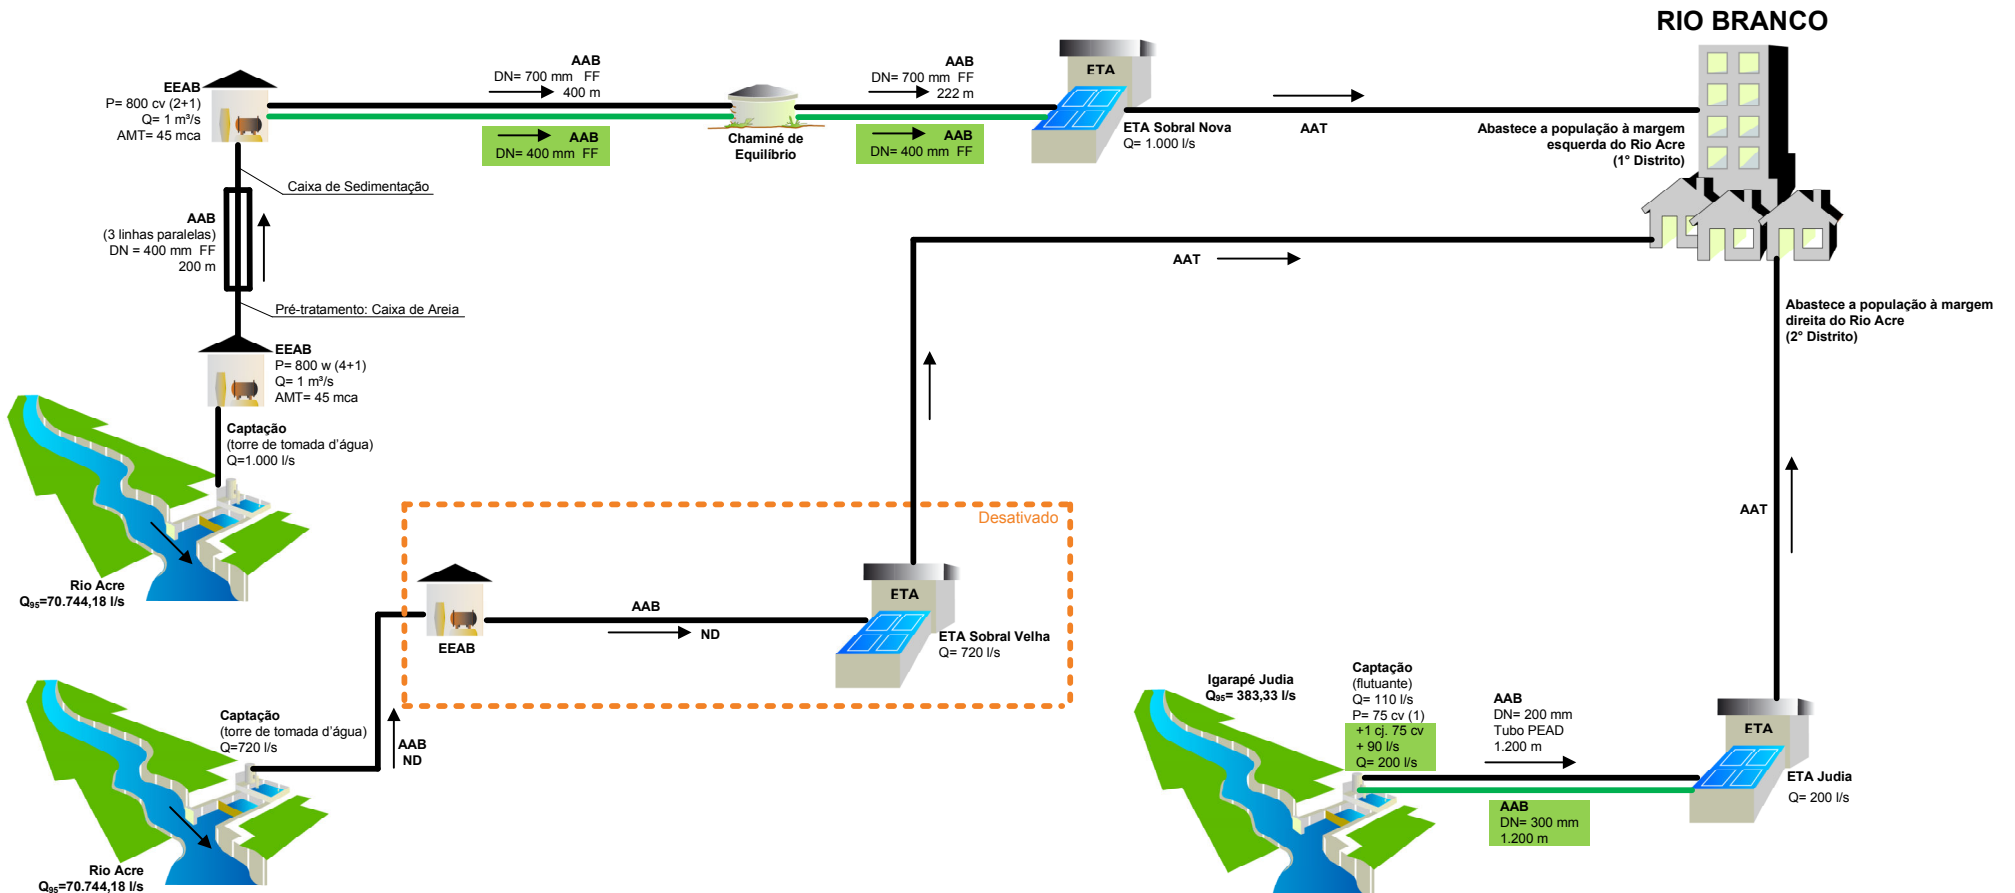 RIO BRANCO
EEAB
P= 800 cv (2+1)
Q= 1 m³/s
AMT= 45 mca
AAB
DN= 700 mm FF
400 m
AAB
DN= 400 mm FF
Chaminé de
Equilíbrio
AAB
DN= 700 mm FF
222 m
AAB
DN= 400 mm FF
ETA
ETA Sobral Nova
Q= 1.000 l/s
AAT
Abastece a população à margem
esquerda do Rio Acre
(1° Distrito)
Caixa de Sedimentação
AAB
(3 linhas paralelas)
DN = 400 mm FF
200 m
Pré-tratamento: Caixa de Areia
EEAB
P= 800 w (4+1)
Q= 1 m³/s
AMT= 45 mca
Captação
(torre de tomada d'água)
Q=1.000 l/s
Rio Acre
Q₉₅=70.744,18 l/s
AAT
Abastece a população à margem
direita do Rio Acre
(2° Distrito)
AAT
Desativado
EEAB
AAB
ND
ETA
ETA Sobral Velha
Q= 720 l/s
Captação
(torre de tomada d'água)
Q=720 l/s
AAB
ND
Rio Acre
Q₉₅=70.744,18 l/s
Igarapé Judia
Q₉₅= 383,33 l/s
Captação
(flutuante)
Q= 110 l/s
P= 75 cv (1)
+1 cj. 75 cv
+ 90 l/s
Q= 200 l/s
AAB
DN= 200 mm
Tubo PEAD
1.200 m
AAB
DN= 300 mm
1.200 m
ETA
ETA Judia
Q= 200 l/s